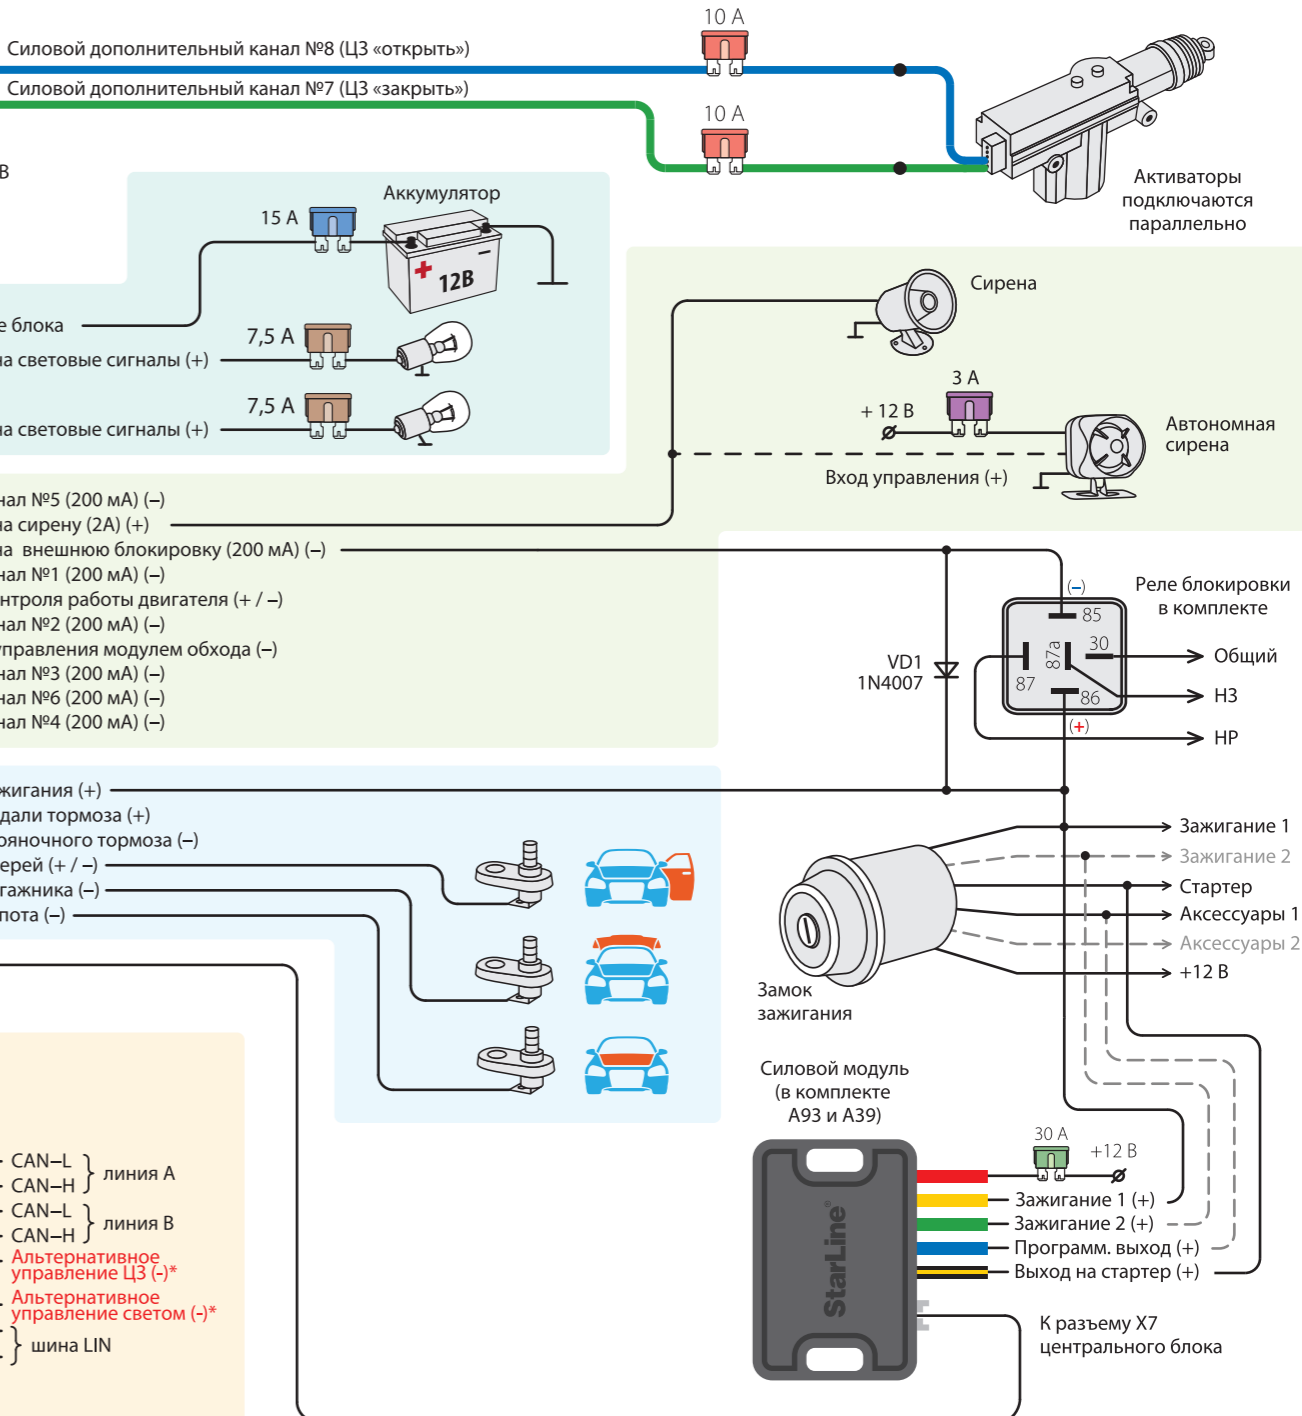 10 А
Силовой дополнительный канал №8 (ЦЗ «открыть»)
Силовой дополнительный канал №7 (ЦЗ «закрыть»)
10 А
В
Активаторы
подключаются
параллельно
Аккумулятор
15 А
12В
е блока
7,5 А
на световые сигналы (+)
7,5 А
на световые сигналы (+)
Сирена
3 А
+ 12 В
Автономная
сирена
Вход управления (+)
нал №5 (200 мА) (–)
на сирену (2А) (+)
на внешнюю блокировку (200 мА) (–)
нал №1 (200 мА) (–)
нтроля работы двигателя (+ / –)
нал №2 (200 мА) (–)
управления модулем обхода (–)
нал №3 (200 мА) (–)
нал №6 (200 мА) (–)
нал №4 (200 мА) (–)
Реле блокировки
в комплекте
(–)
85
30
87a
87
86
(+)
Общий
НЗ
НР
VD1
1N4007
жигания (+)
дали тормоза (+)
ояночного тормоза (–)
ерей (+ / –)
гажника (–)
пота (–)
Зажигание 1
Зажигание 2
Стартер
Аксессуары 1
Аксессуары 2
+12 В
Замок
зажигания
Силовой модуль
(в комплекте
А93 и А39)
30 А
+12 В
Зажигание 1 (+)
Зажигание 2 (+)
Программ. выход (+)
Выход на стартер (+)
StarLine®
К разъему Х7
центрального блока
CAN–L
CAN–H
линия А
CAN–L
CAN–H
линия В
Альтернативное
управление ЦЗ (-)*
Альтернативное
управление светом (-)*
шина LIN